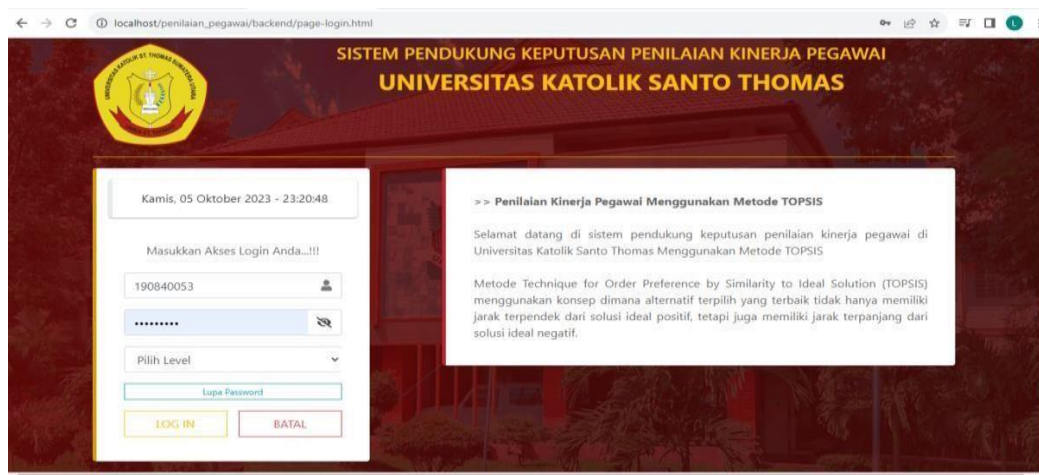 localhost/penilaian_pegawai/backend/page-login.html
L
SISTEM PENDUKUNG KEPUTUSAN PENILAIAN KINERJA PEGAWAI
UNIVERSITAS KATOLIK SANTO THOMAS
Kamis, 05 Oktober 2023 - 23:20:48
Masukkan Akses Login Anda...!!!
190840053
•••••••••
Pilih Level
Lupa Password
LOG IN BATAL
>> Penilaian Kinerja Pegawai Menggunakan Metode TOPSIS
Selamat datang di sistem pendukung keputusan penilaian kinerja pegawai di
Universitas Katolik Santo Thomas Menggunakan Metode TOPSIS
Metode Technique for Order Preference by Similarity to Ideal Solution (TOPSIS)
menggunakan konsep dimana alternatif terpilih yang terbaik tidak hanya memiliki
jarak terpendek dari solusi ideal positif, tetapi juga memiliki jarak terpanjang dari
solusi ideal negatif.